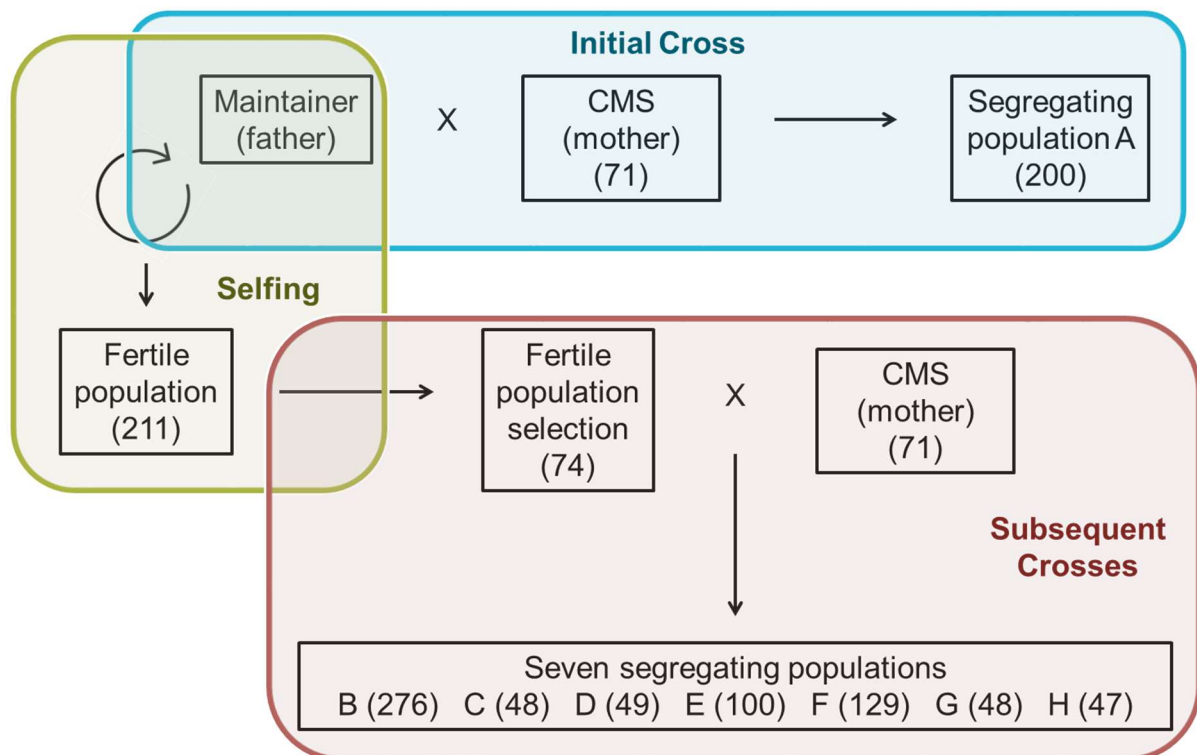 Initial Cross
Maintainer
(father)
X
CMS
(mother)
(71)
Segregating
population A
(200)
Selfing
Fertile
population
(211)
Fertile
population
selection
(74)
X
CMS
(mother)
(71)
Subsequent
Crosses
Seven segregating populations
B (276) C (48) D (49) E (100) F (129) G (48) H (47)